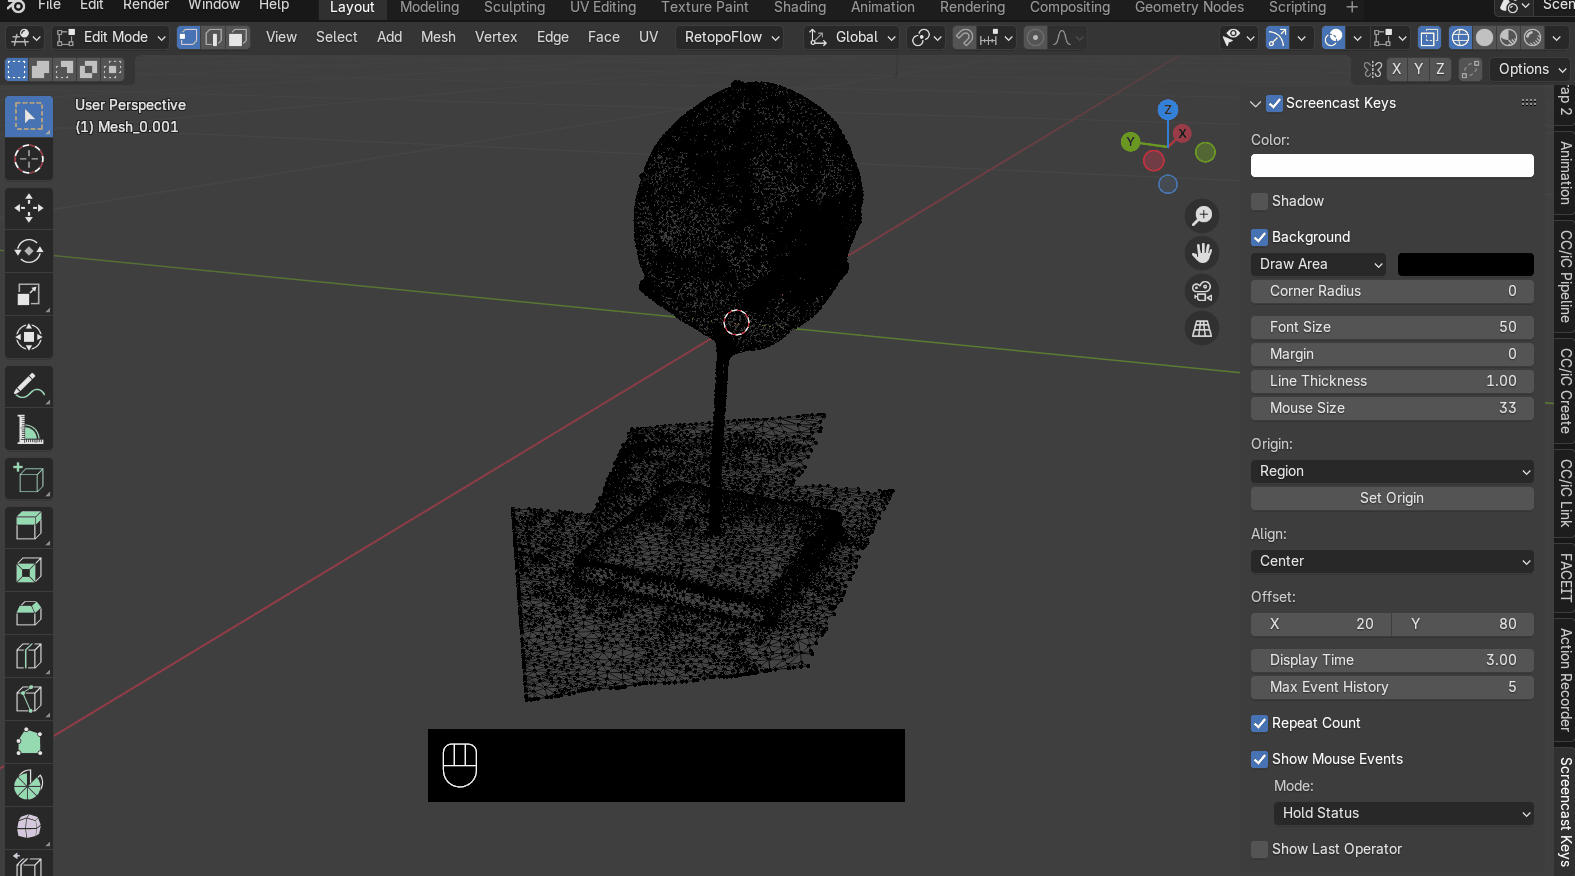 File Edit Render Window Help Layout Modeling Sculpting UV Editing Texture Paint Shading Animation Rendering Compositing Geometry Nodes Scripting + Scen
Edit Mode View Select Add Mesh Vertex Edge Face UV RetopoFlow Global
X Y Z Options
User Perspective
(1) Mesh_0.001
Z
X
Y
Screencast Keys
Color:
Shadow
Background
Draw Area
Corner Radius 0
Font Size 50
Margin 0
Line Thickness 1.00
Mouse Size 33
Origin:
Region
Set Origin
Align:
Center
Offset:
X 20 Y 80
Display Time 3.00
Max Event History 5
Repeat Count
Show Mouse Events
Mode:
Hold Status
Show Last Operator
ap 2
Animation
CC/iC Pipeline
CC/iC Create
CC/iC Link
FACEIT
Action Recorder
Screencast Keys